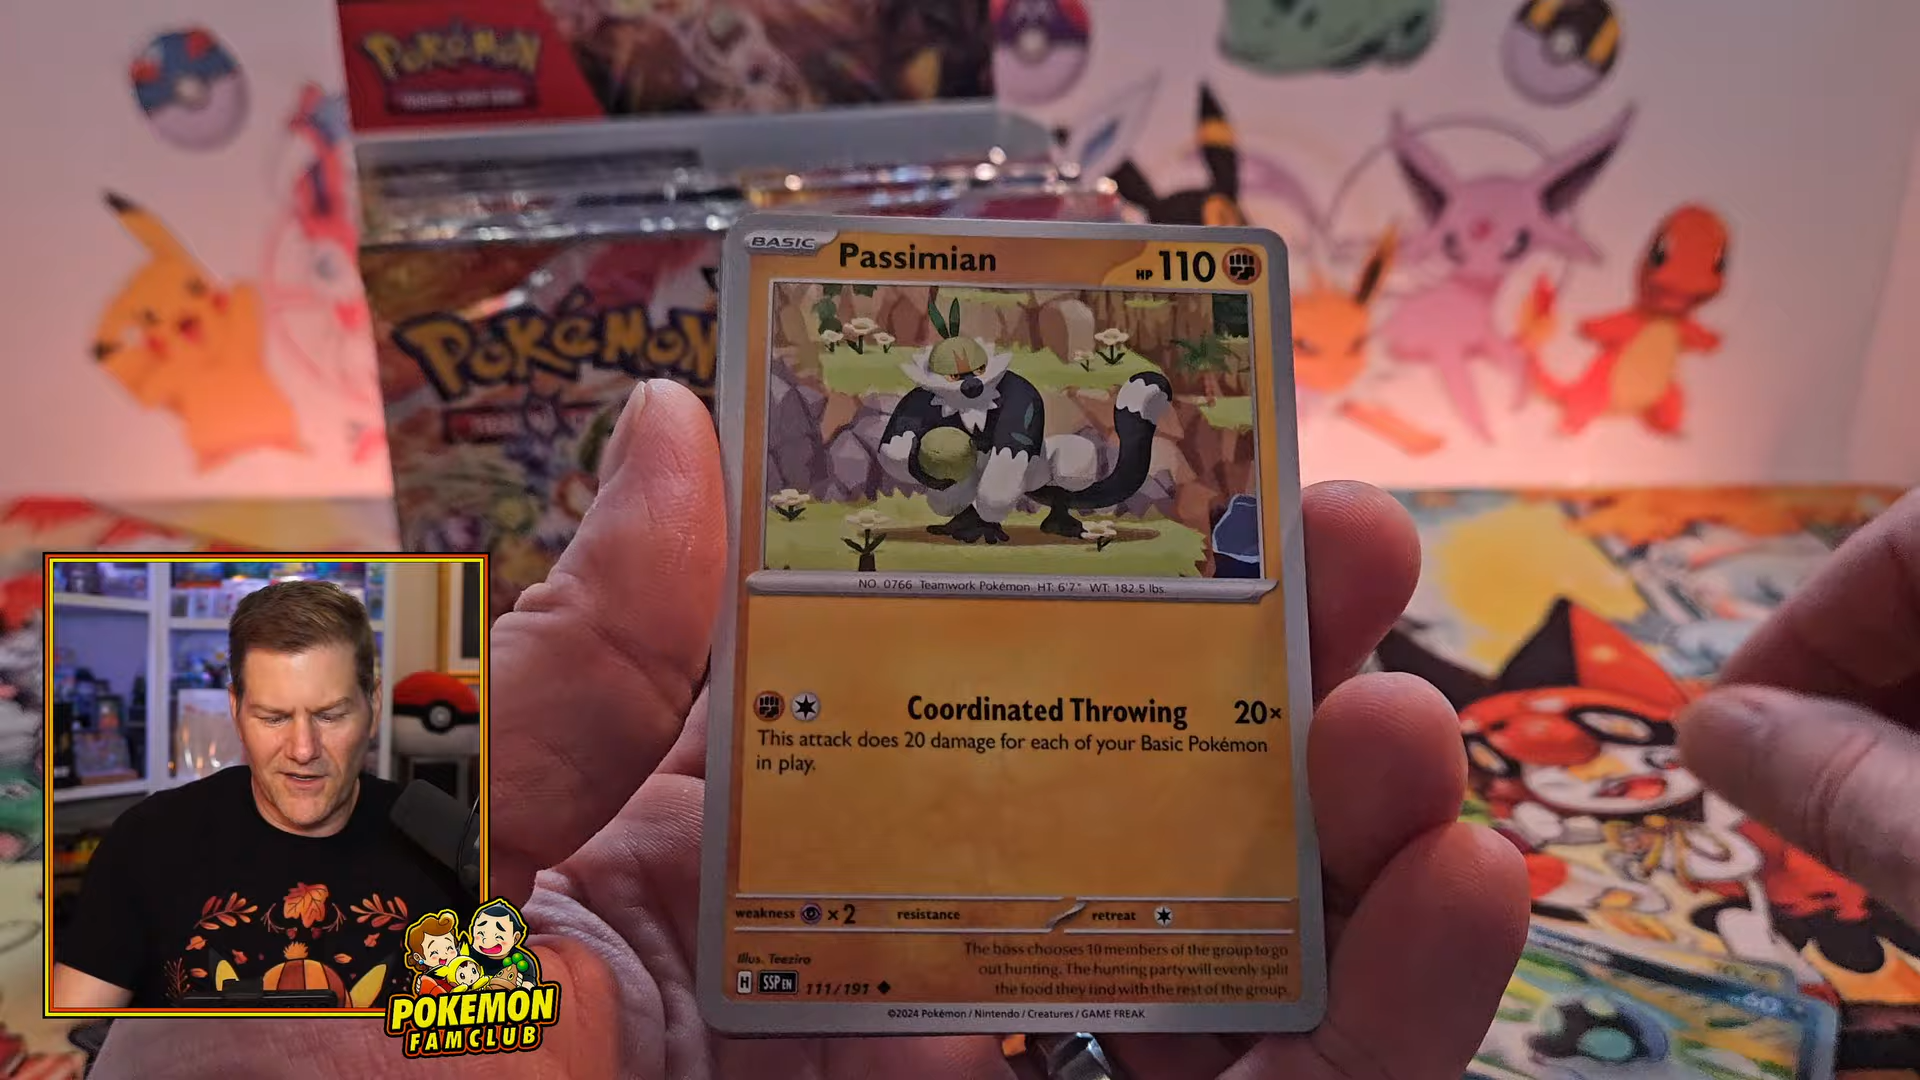 POKéMON
POKéMON
BASIC
Passimian
HP 110
NO. 0766 Teamwork Pokémon HT: 6'7" WT: 182.5 lbs.
Coordinated Throwing 20×
This attack does 20 damage for each of your Basic Pokémon
in play.
weakness ×2 resistance retreat
Illus. Teeziro
The boss chooses 10 members of the group to go
out hunting. The hunting party will evenly split
the food they find with the rest of the group.
H SSP EN 111/191
©2024 Pokémon / Nintendo / Creatures / GAME FREAK
POKEMON
FAMCLUB